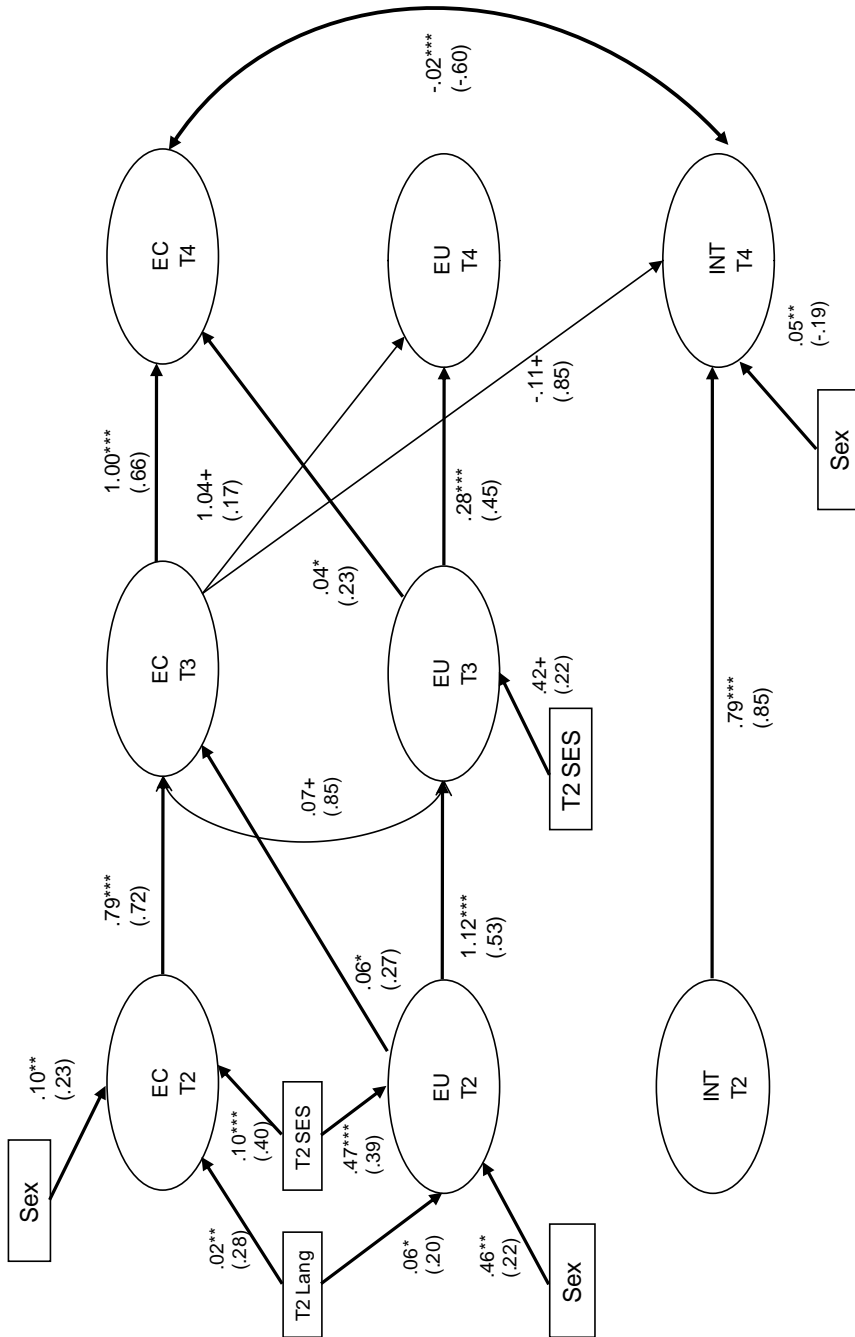 Sex
.10**
(.23)
EC
T2
.79***
(.72)
EC
T3
1.00***
(.66)
EC
T4
-.02***
(-.60)
T2 Lang
.02**
(.28)
.06*
(.20)
T2 SES
.10***
(.40)
.47***
(.39)
.06*
(.27)
.07+
(.85)
.04*
(.23)
1.04+
(.17)
-.11+
(.85)
Sex
.46**
(.22)
EU
T2
1.12***
(.53)
EU
T3
T2 SES
.42+
(.22)
.28***
(.45)
EU
T4
INT
T2
.79***
(.85)
INT
T4
Sex
.05**
(-.19)